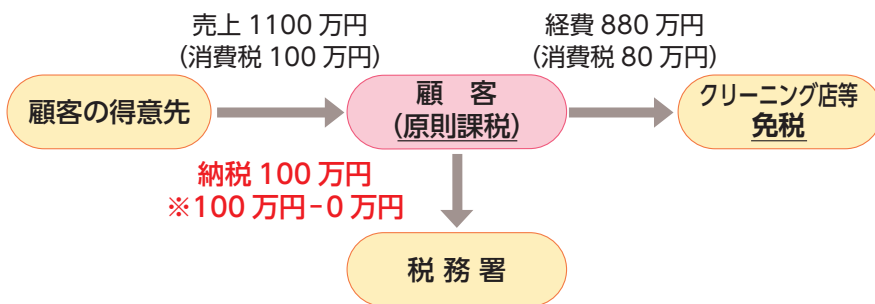 売上 1100 万円
(消費税 100 万円)
経費 880 万円
(消費税 80 万円)
顧客の得意先
顧 客
(原則課税)
クリーニング店等
免税
納税 100 万円
※100 万円−0 万円
税 務 署